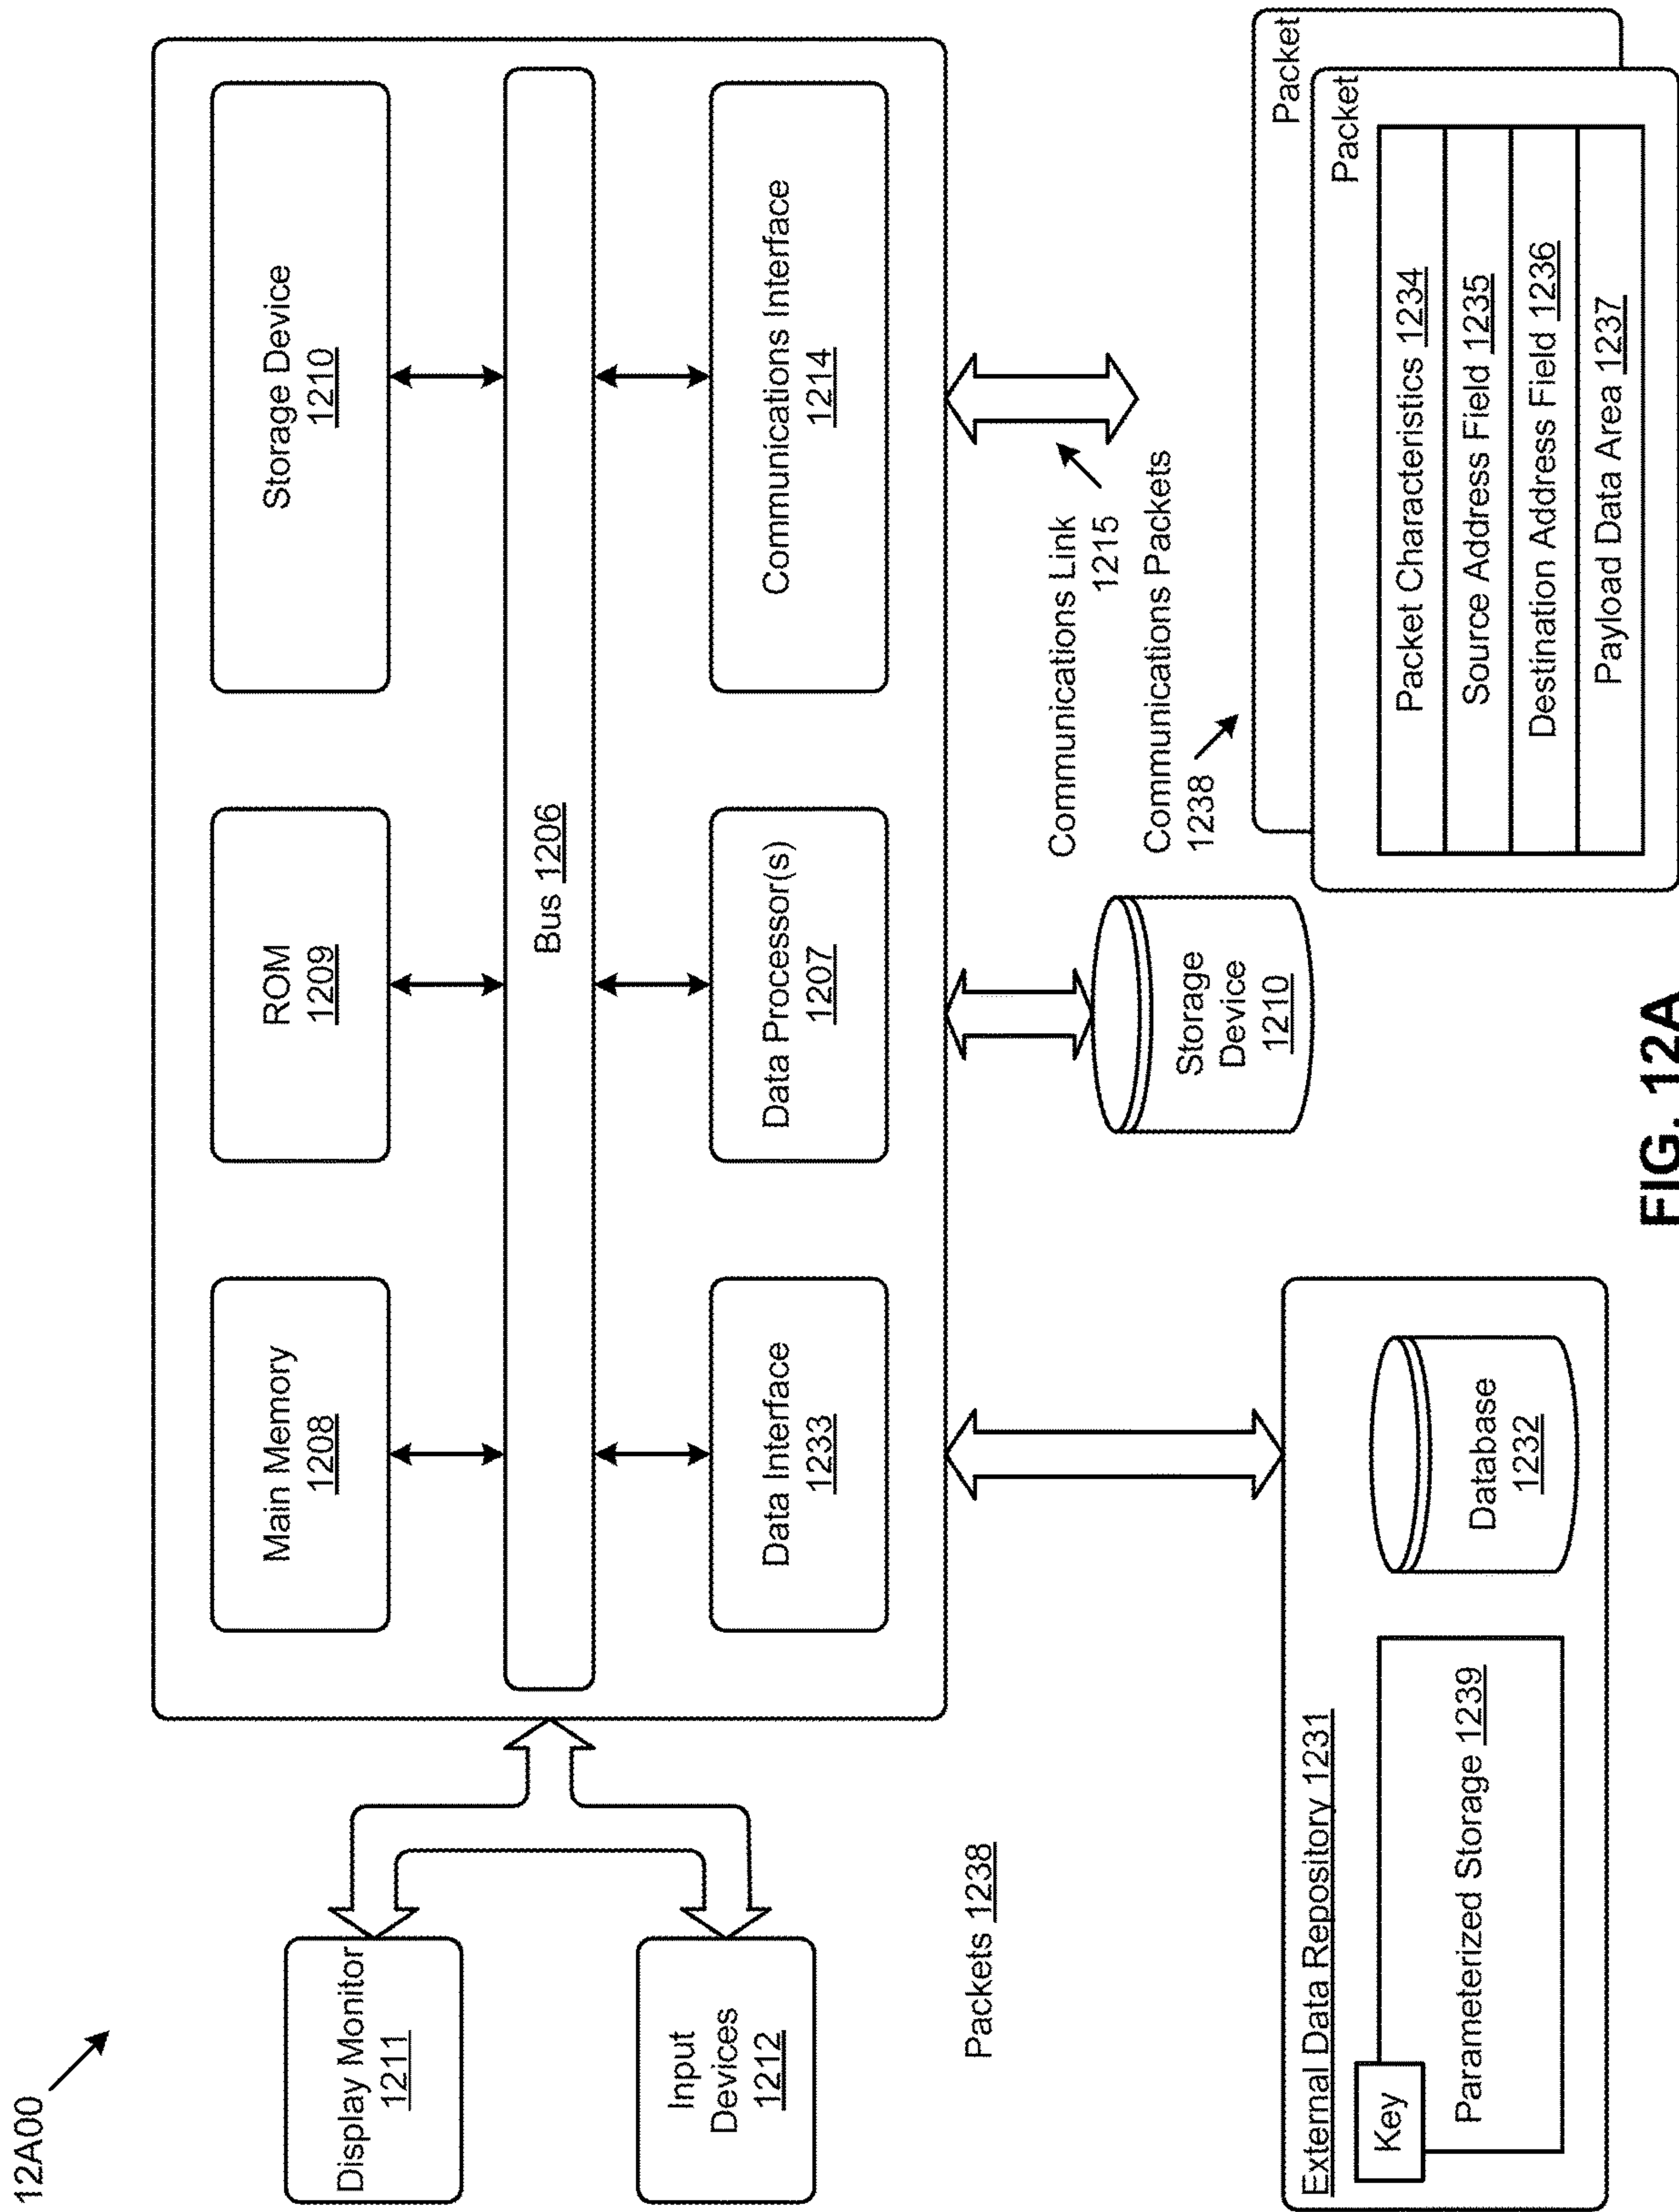 12A00
Display Monitor
1211
Input
Devices
1212
Main Memory
1208
ROM
1209
Storage Device
1210
Bus 1206
Data Interface
1233
Data Processor(s)
1207
Communications Interface
1214
Communications Link
1215
Packets 1238
Communications Packets
1238
External Data Repository 1231
Key
Parameterized Storage 1239
Database
1232
Storage
Device
1210
Packet
Packet
Packet Characteristics 1234
Source Address Field 1235
Destination Address Field 1236
Payload Data Area 1237
FIG. 12A